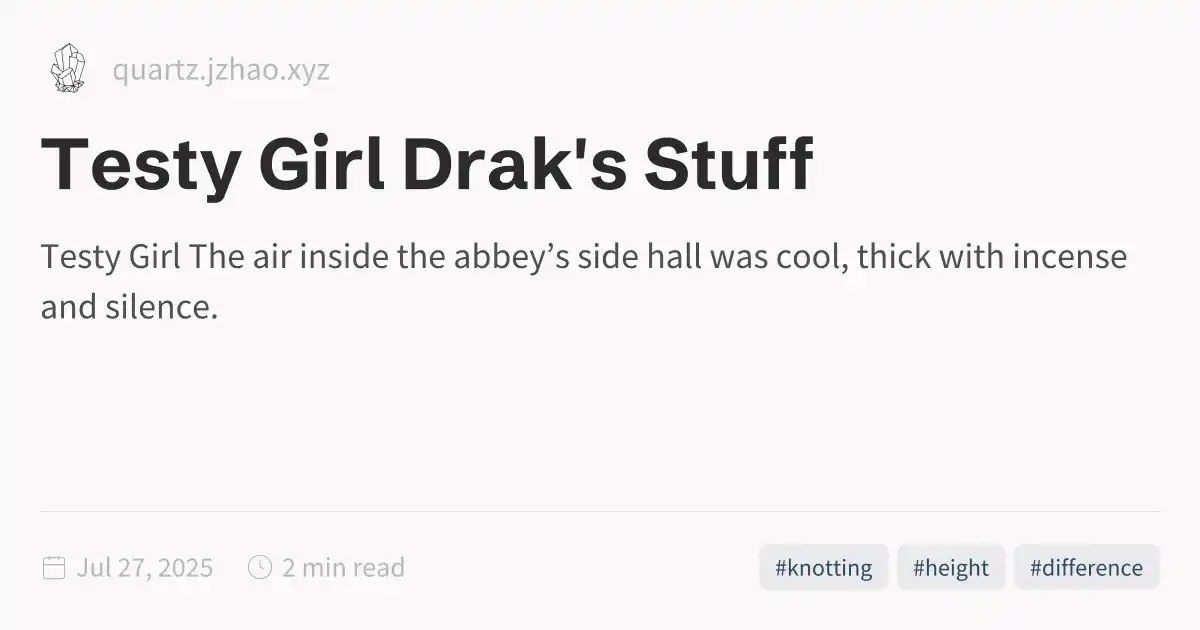 quartz.jzhao.xyz
Testy Girl Drak's Stuff
Testy Girl The air inside the abbey’s side hall was cool, thick with incense
and silence.
Jul 27, 2025 2 min read #knotting #height #difference